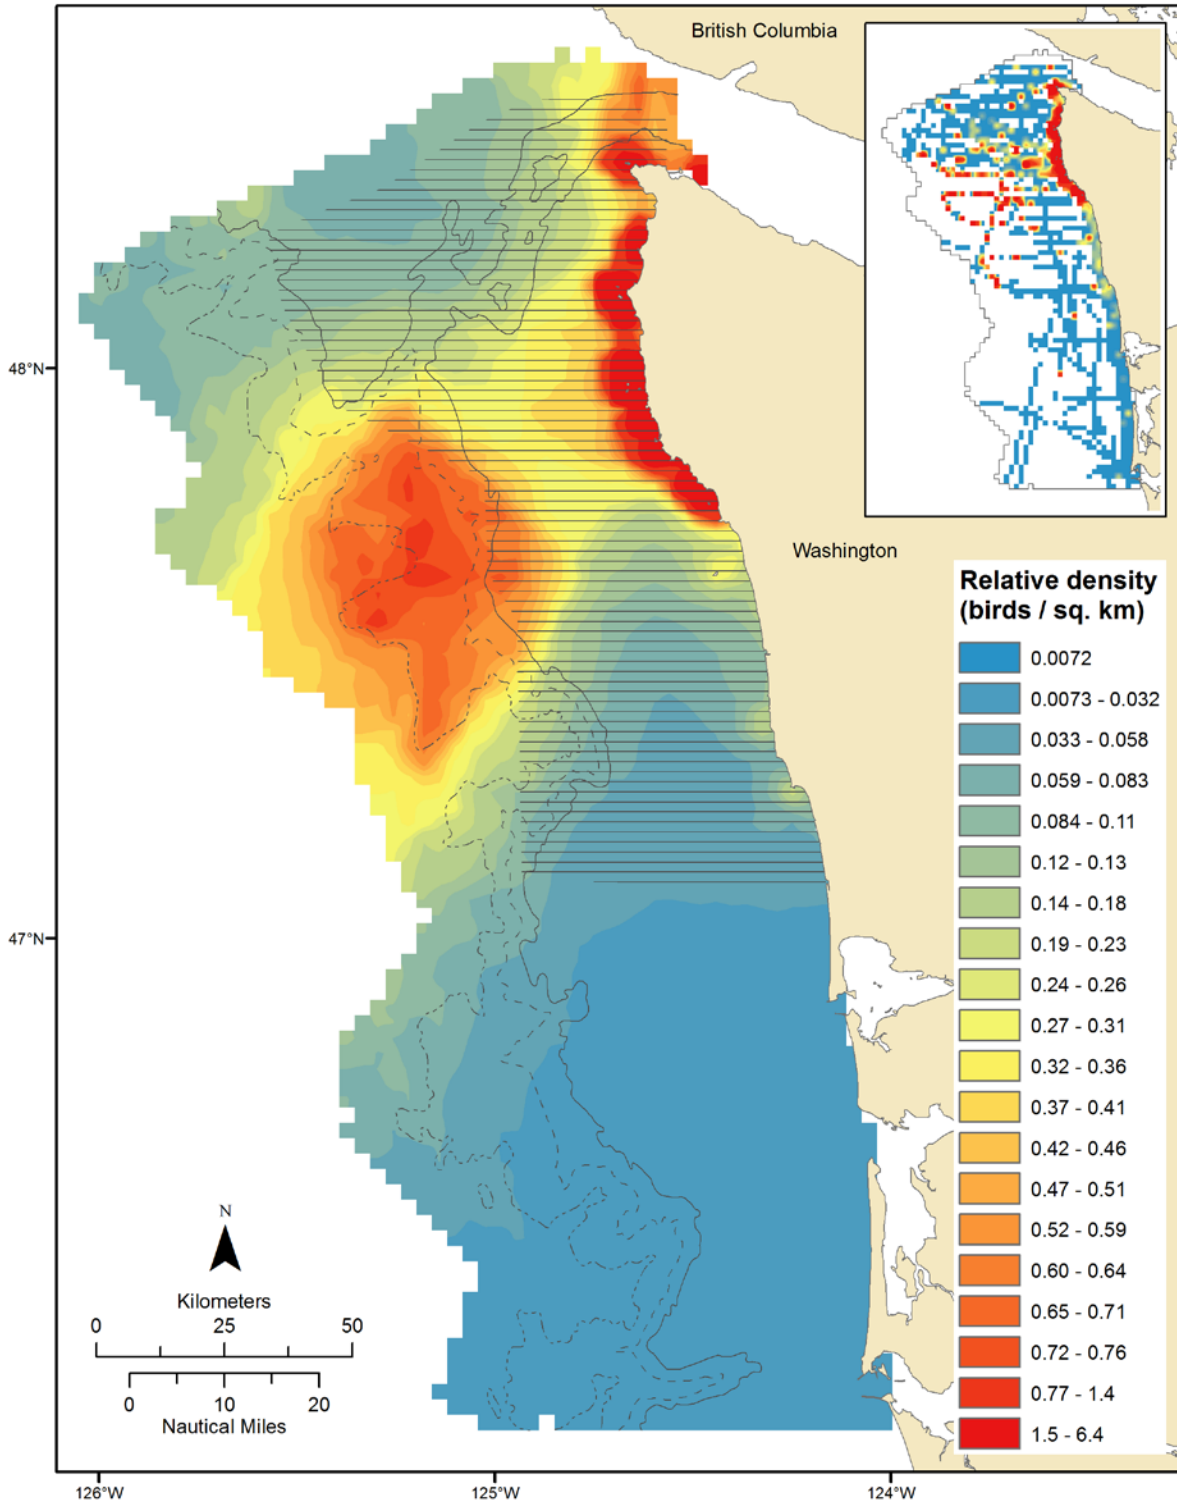 British Columbia
48°N
Washington
Relative density
(birds / sq. km)
0.0072
0.0073 - 0.032
0.033 - 0.058
0.059 - 0.083
0.084 - 0.11
0.12 - 0.13
0.14 - 0.18
0.19 - 0.23
0.24 - 0.26
0.27 - 0.31
0.32 - 0.36
0.37 - 0.41
0.42 - 0.46
0.47 - 0.51
0.52 - 0.59
0.60 - 0.64
0.65 - 0.71
0.72 - 0.76
0.77 - 1.4
1.5 - 6.4
47°N
N
Kilometers
0 25 50
0 10 20
Nautical Miles
126°W 125°W 124°W